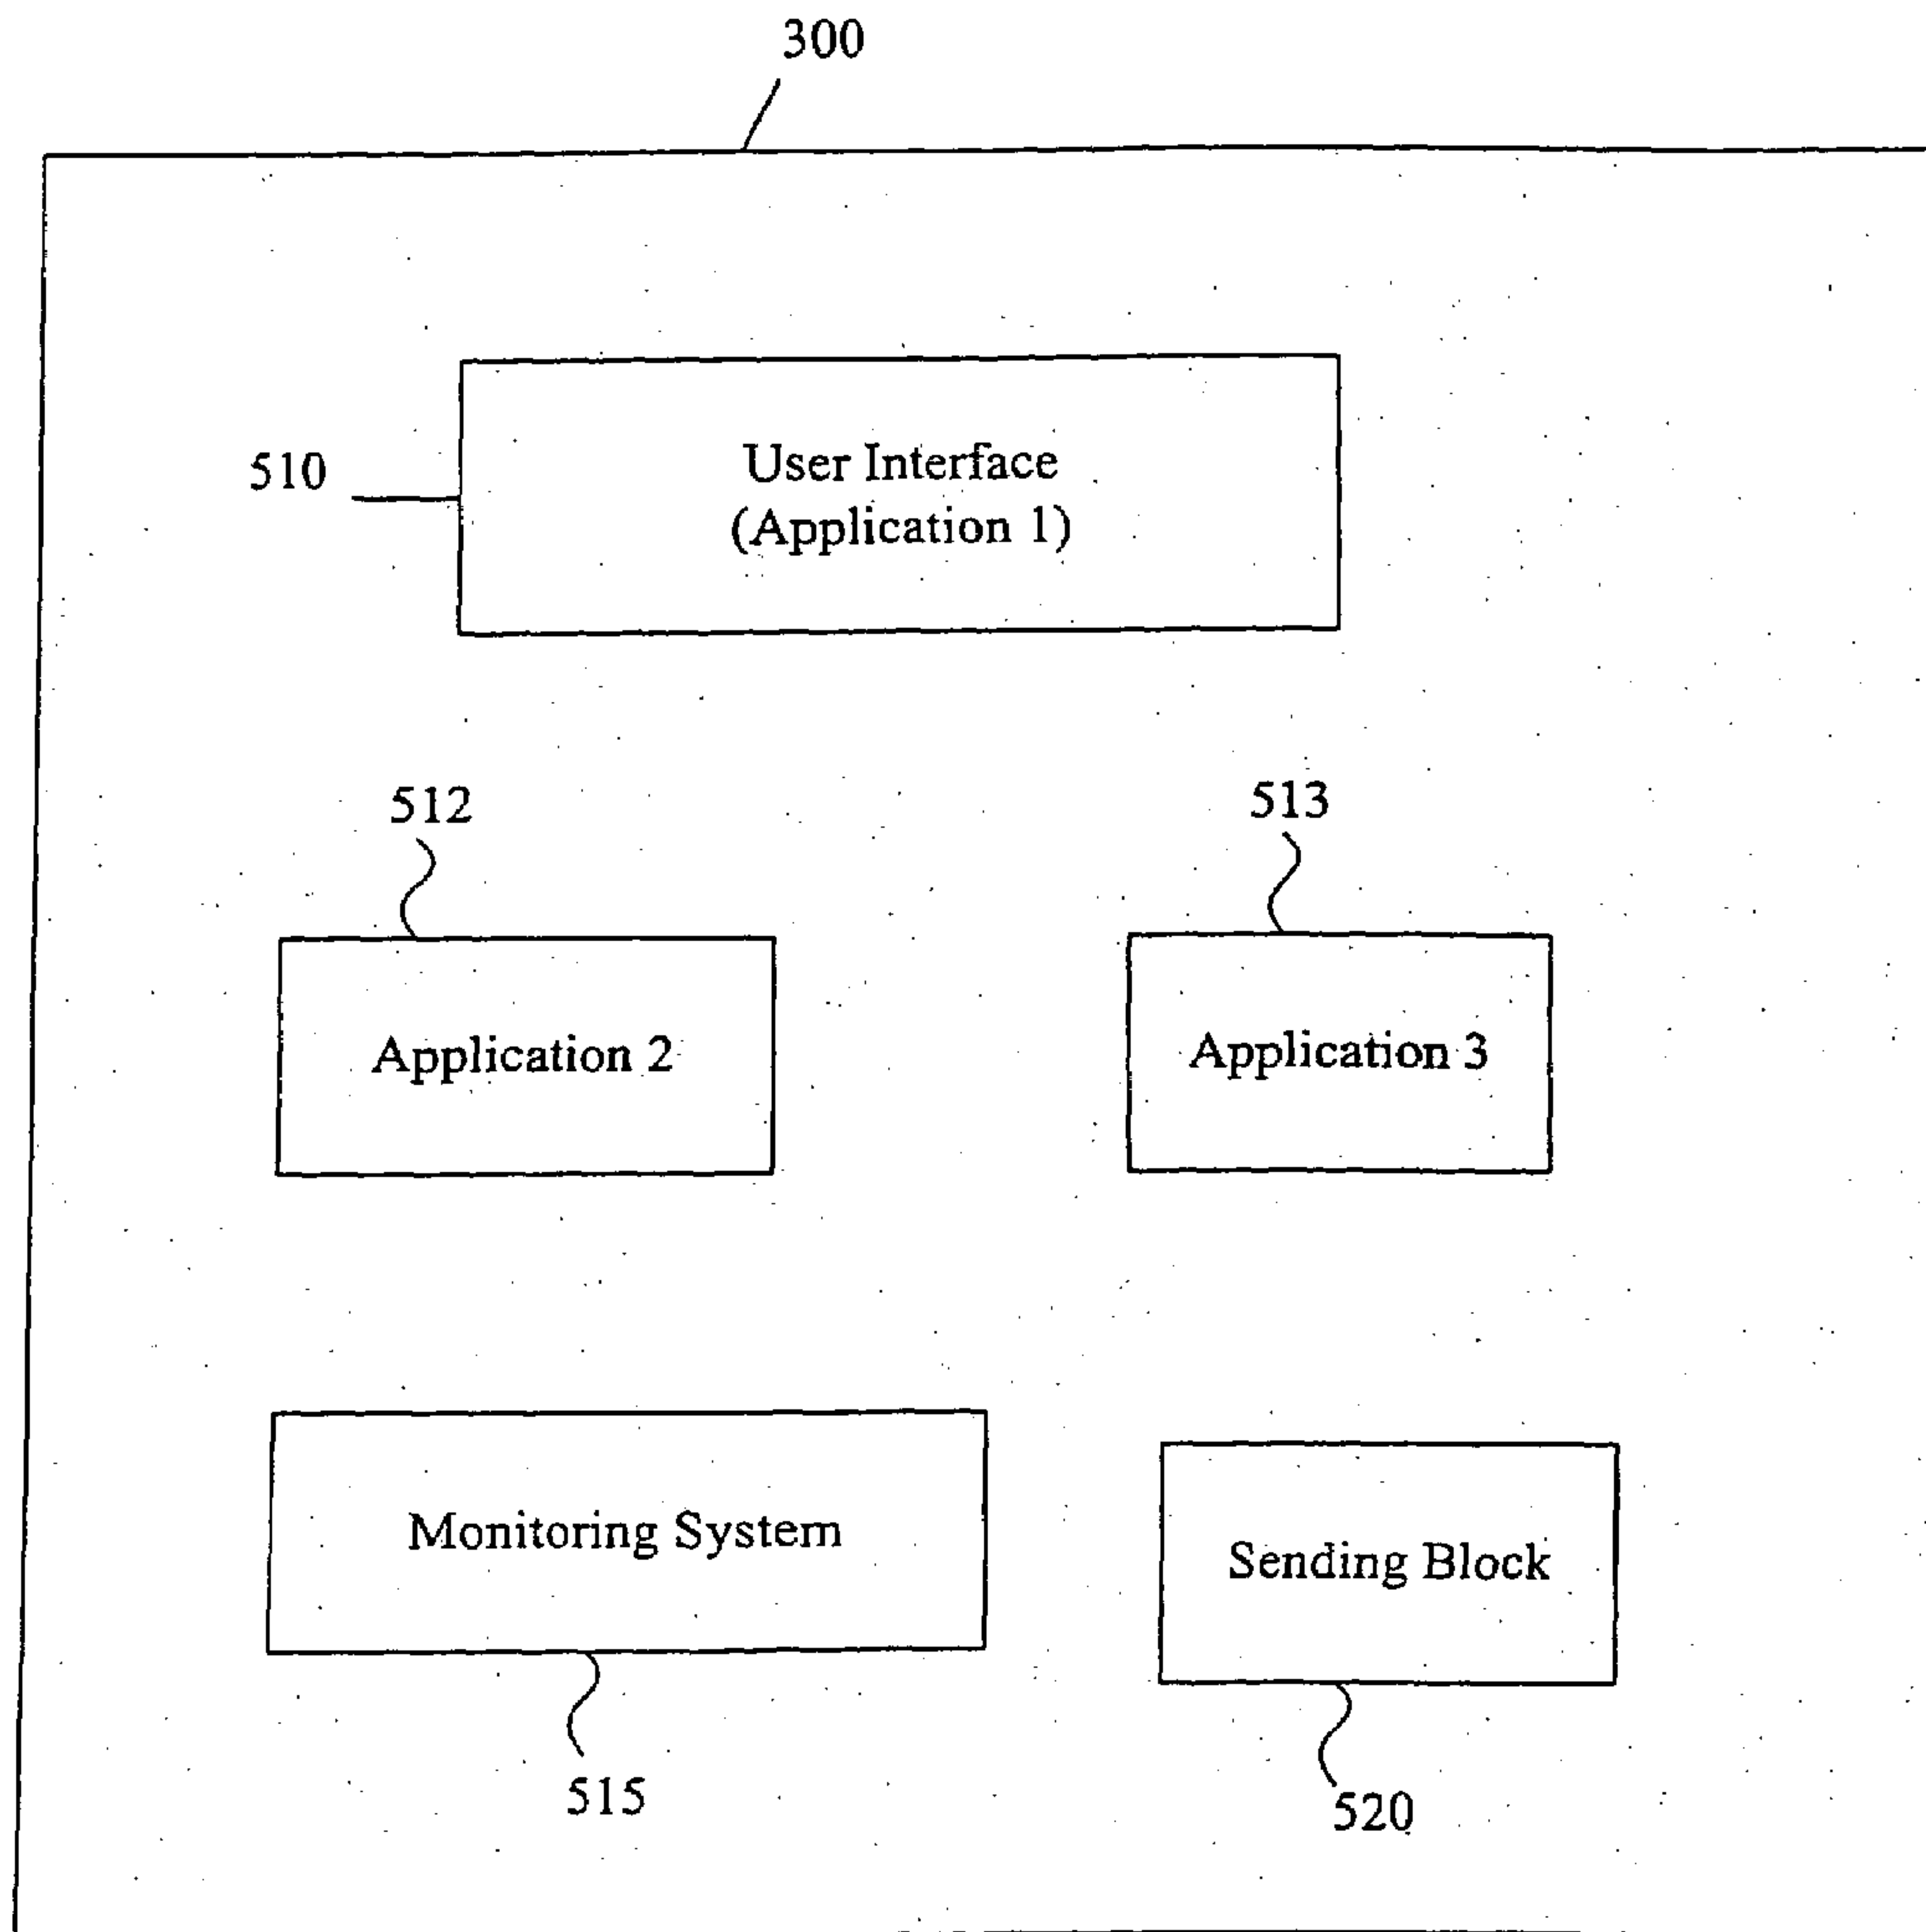 300
510
User Interface
(Application 1)
512
513
Application 2
Application 3
Monitoring System
Sending Block
515
520